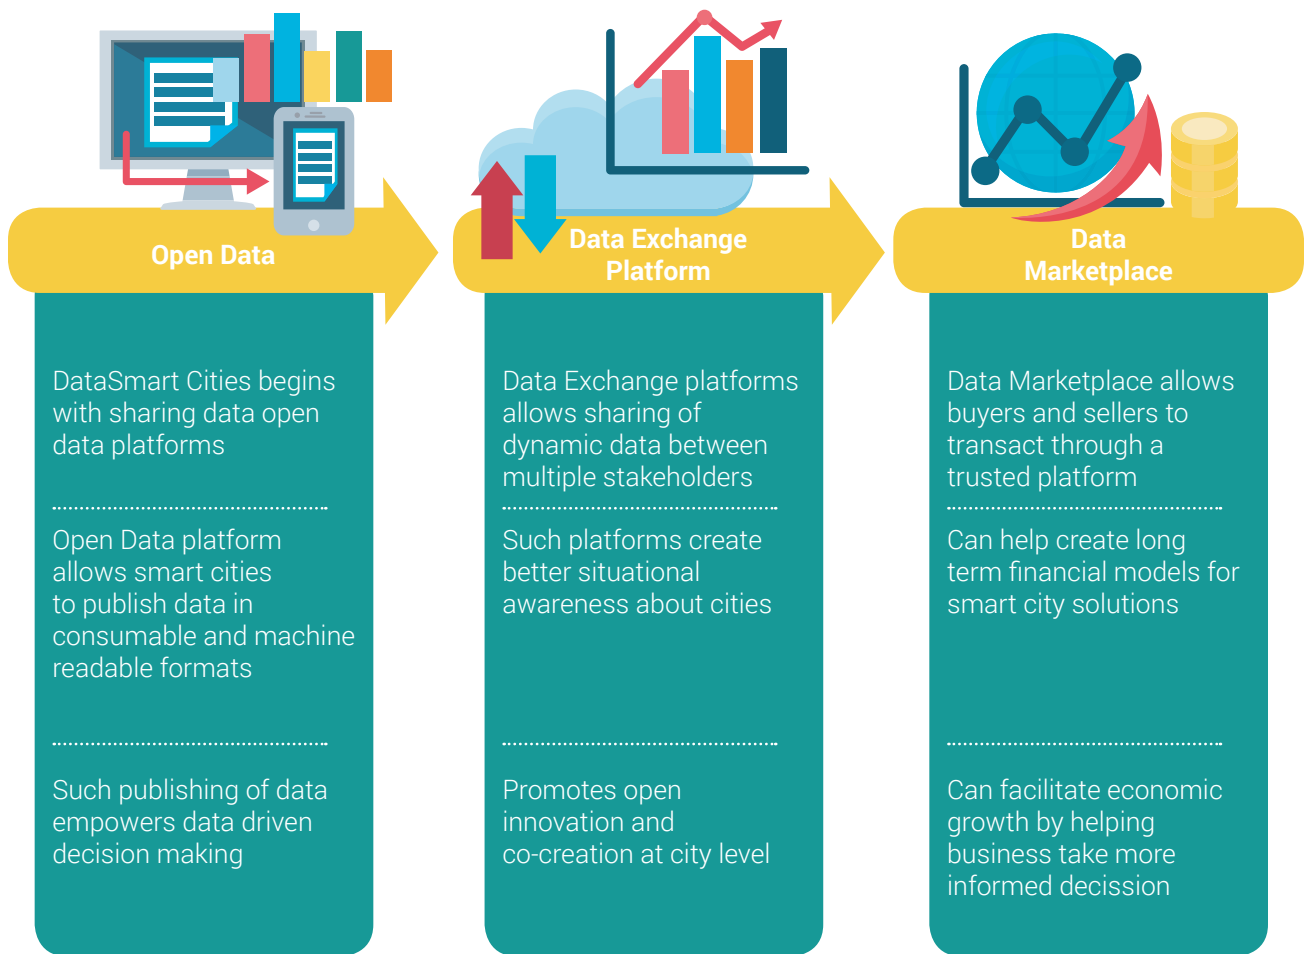 Open Data
DataSmart Cities begins
with sharing data open
data platforms
Open Data platform
allows smart cities
to publish data in
consumable and machine
readable formats
Such publishing of data
empowers data driven
decision making
Data Exchange
Platform
Data Exchange platforms
allows sharing of
dynamic data between
multiple stakeholders
Such platforms create
better situational
awareness about cities
Promotes open
innovation and
co-creation at city level
Data
Marketplace
Data Marketplace allows
buyers and sellers to
transact through a
trusted platform
Can help create long
term financial models for
smart city solutions
Can facilitate economic
growth by helping
business take more
informed decission